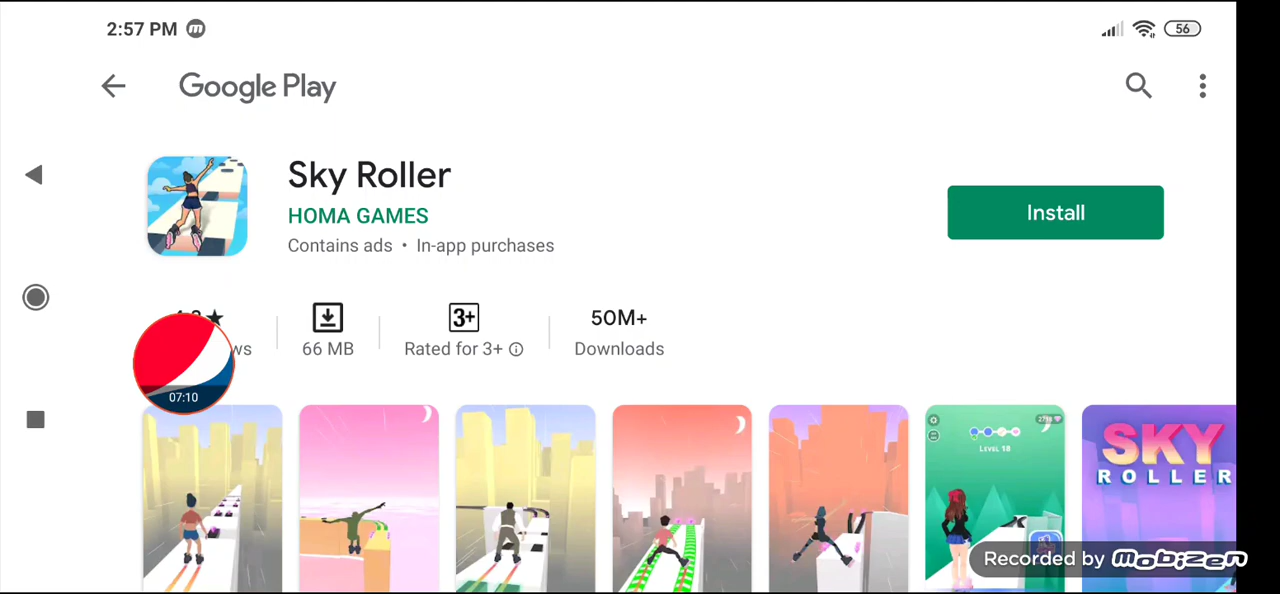 2:57 PM
56
Google Play
Sky Roller
HOMA GAMES
Contains ads • In-app purchases
Install
3+
50M+
66 MB
Rated for 3+
Downloads
07:10
LEVEL 18
SKY
ROLLER
Recorded by mobizen